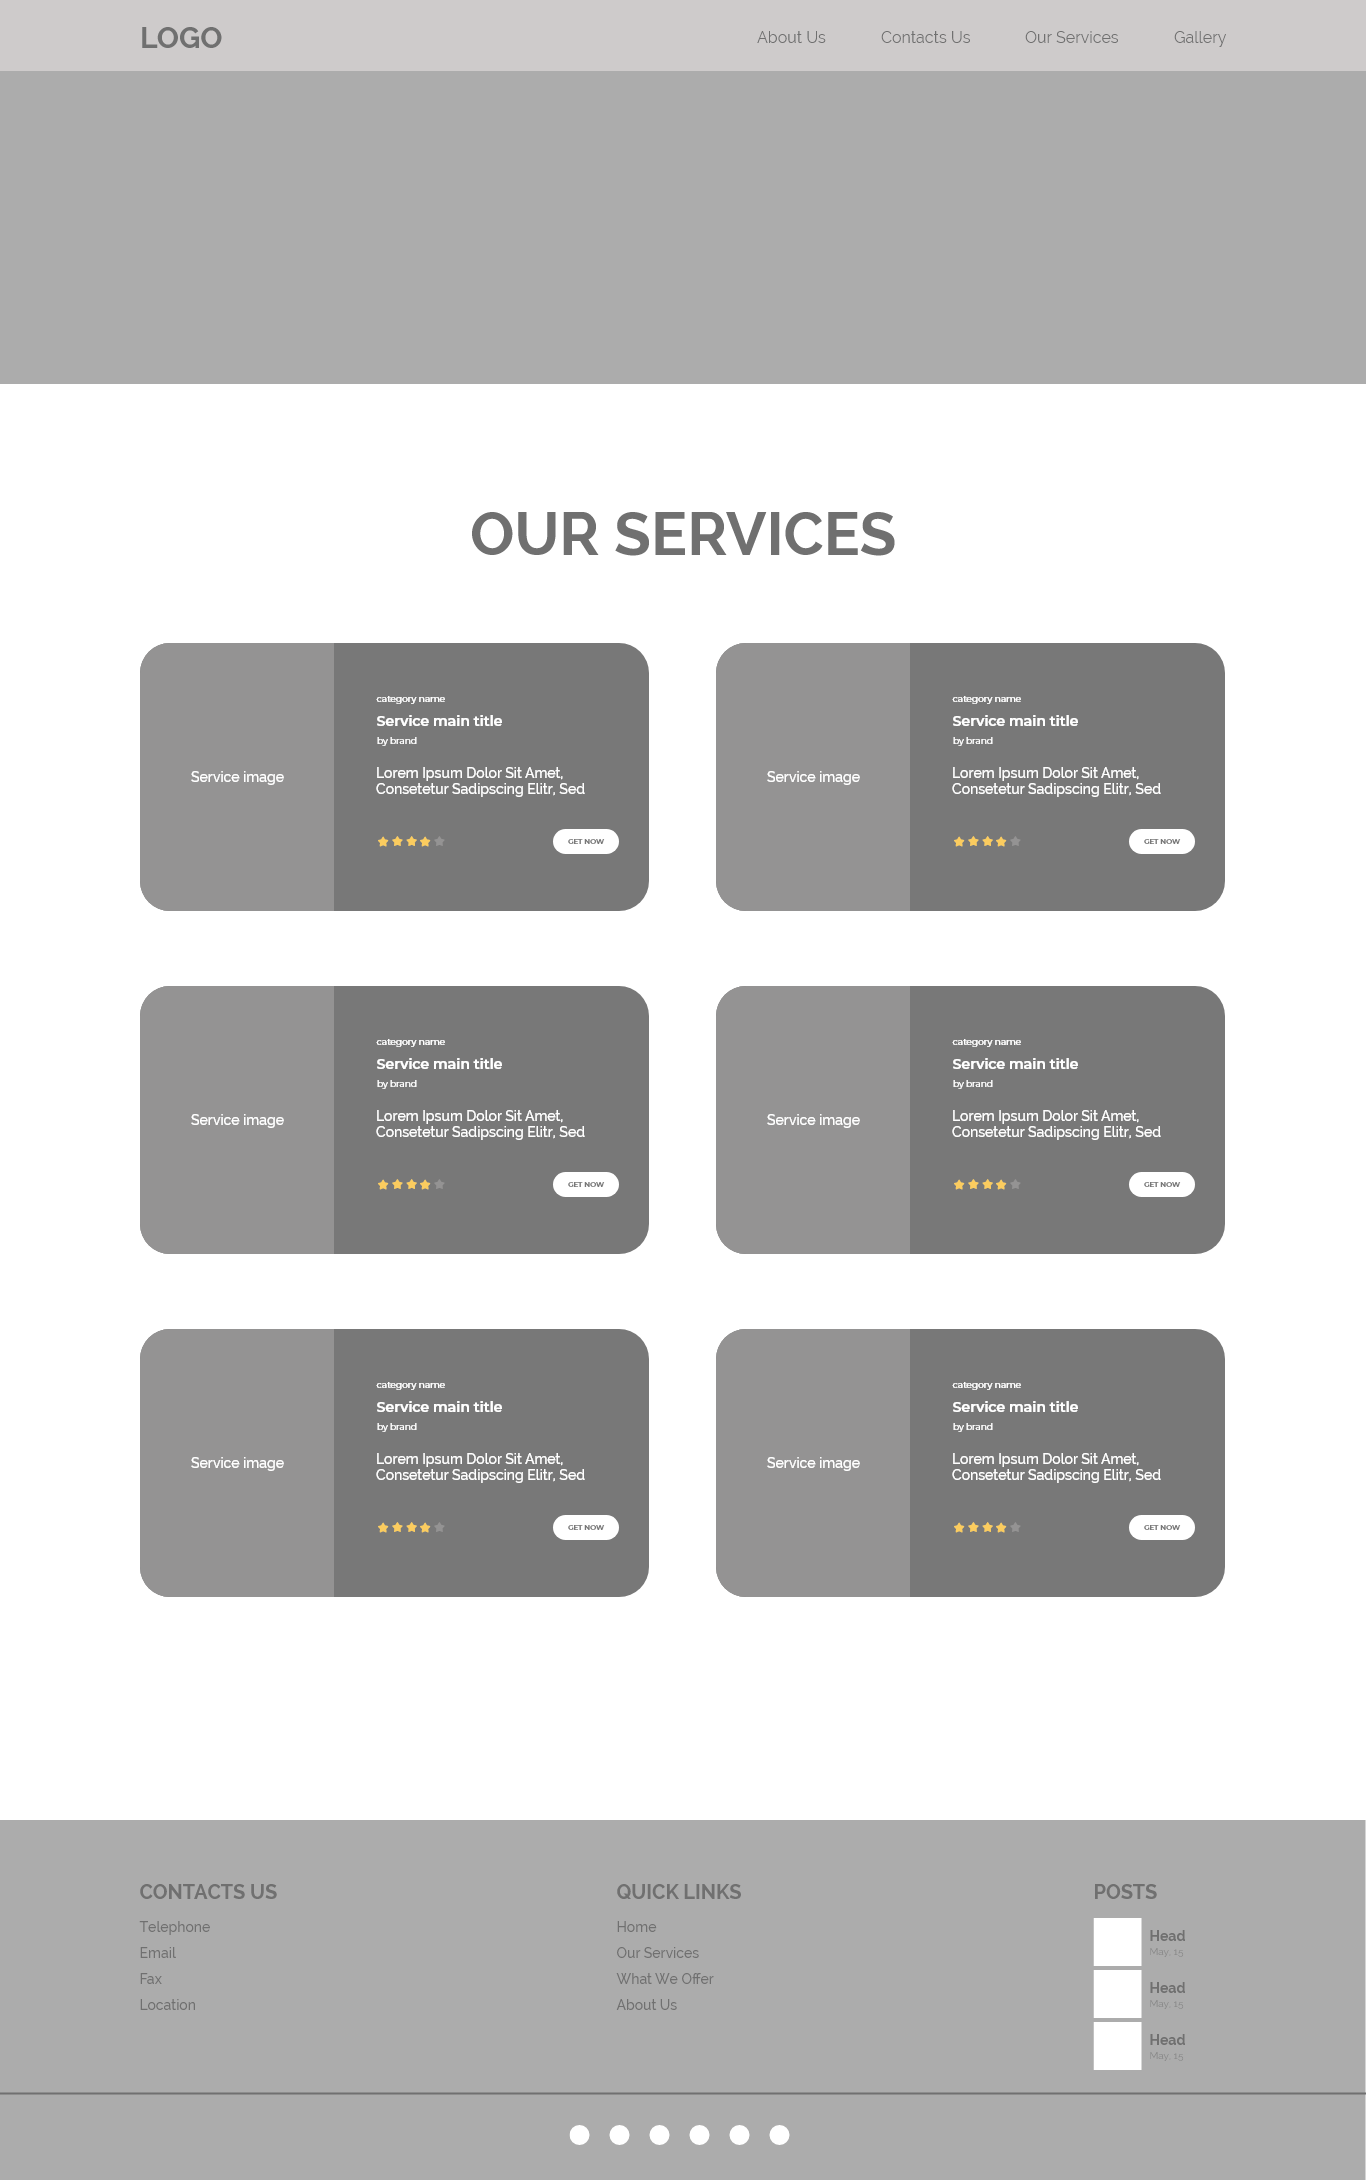 LOGO
About Us
Contacts Us
Our Services
Gallery
OUR SERVICES
Service image
category name
Service main title
by brand
Lorem Ipsum Dolor Sit Amet,
Consetetur Sadipscing Elitr, Sed
GET NOW
Service image
category name
Service main title
by brand
Lorem Ipsum Dolor Sit Amet,
Consetetur Sadipscing Elitr, Sed
GET NOW
Service image
category name
Service main title
by brand
Lorem Ipsum Dolor Sit Amet,
Consetetur Sadipscing Elitr, Sed
GET NOW
Service image
category name
Service main title
by brand
Lorem Ipsum Dolor Sit Amet,
Consetetur Sadipscing Elitr, Sed
GET NOW
Service image
category name
Service main title
by brand
Lorem Ipsum Dolor Sit Amet,
Consetetur Sadipscing Elitr, Sed
GET NOW
Service image
category name
Service main title
by brand
Lorem Ipsum Dolor Sit Amet,
Consetetur Sadipscing Elitr, Sed
GET NOW
CONTACTS US
Telephone
Email
Fax
Location
QUICK LINKS
Home
Our Services
What We Offer
About Us
POSTS
Head
May, 15
Head
May, 15
Head
May, 15